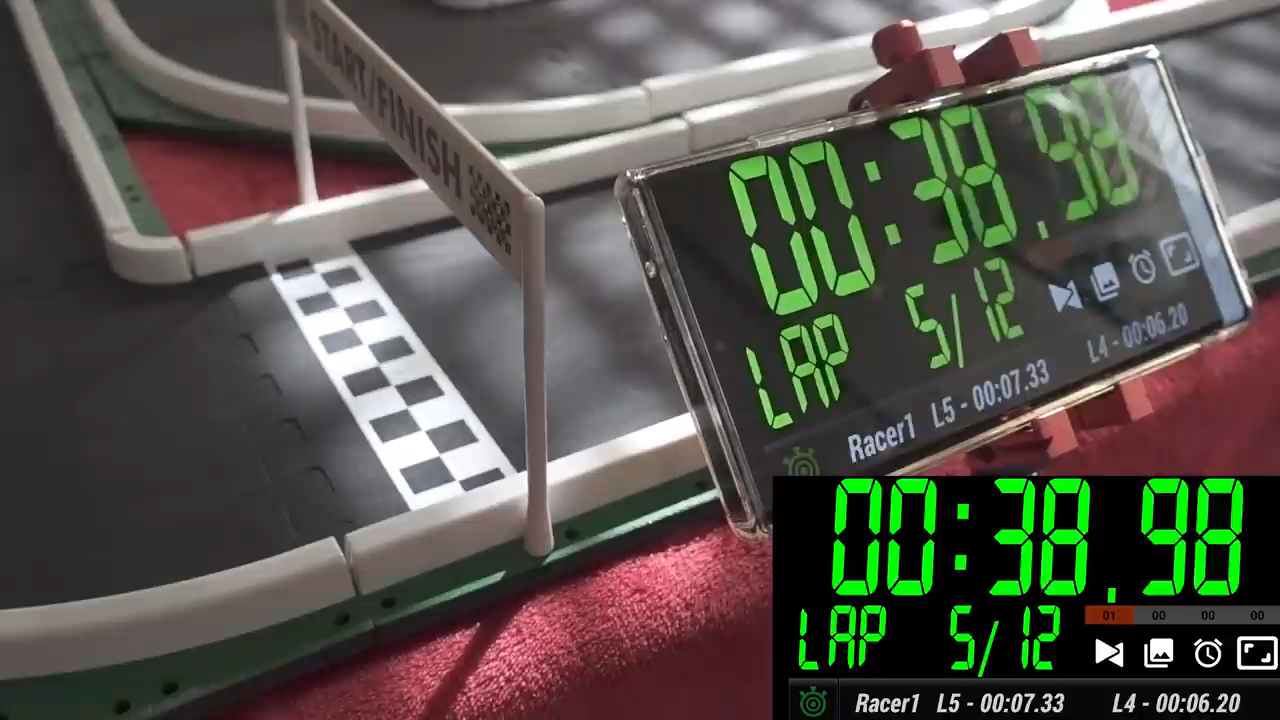 START/FINISH
00:38.98
LAP 5/12
Racer1 L5 - 00:07.33 L4 - 00:06.20
00:38.98
01 00 00 00
LAP 5/12
Racer1 L5 - 00:07.33 L4 - 00:06.20